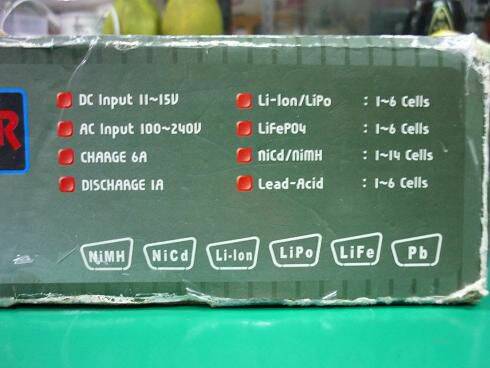 R
DC Input 11~15V
AC Input 100~240V
CHARGE 6A
DISCHARGE 1A
Li-Ion/LiPo : 1~6 Cells
LiFePO4 : 1~6 Cells
NiCd/NiMH : 1~14 Cells
Lead-Acid : 1~6 Cells
NiMH NiCd Li-Ion LiPo LiFe Pb